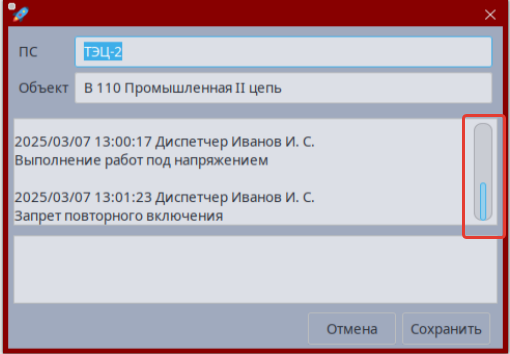 ПС
ТЭЦ-2
Объект
В 110 Промышленная II цепь
2025/03/07 13:00:17 Диспетчер Иванов И. С.
Выполнение работ под напряжением
2025/03/07 13:01:23 Диспетчер Иванов И. С.
Запрет повторного включения
Отмена
Сохранить